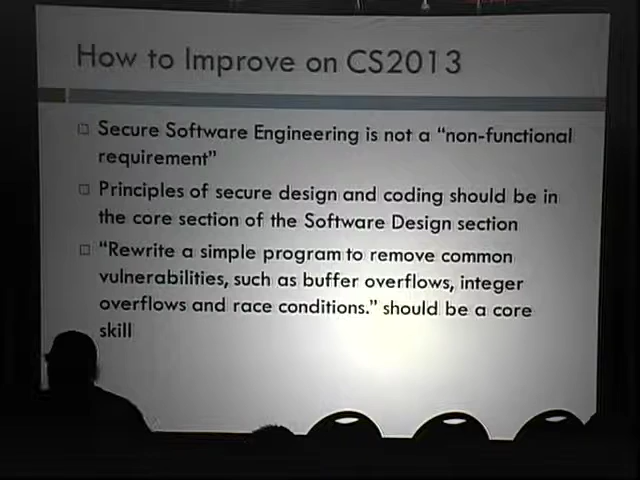 How to Improve on CS2013
Secure Software Engineering is not a “non-functional
requirement”
Principles of secure design and coding should be in
the core section of the Software Design section
“Rewrite a simple program to remove common
vulnerabilities, such as buffer overflows, integer
overflows and race conditions.” should be a core
skill